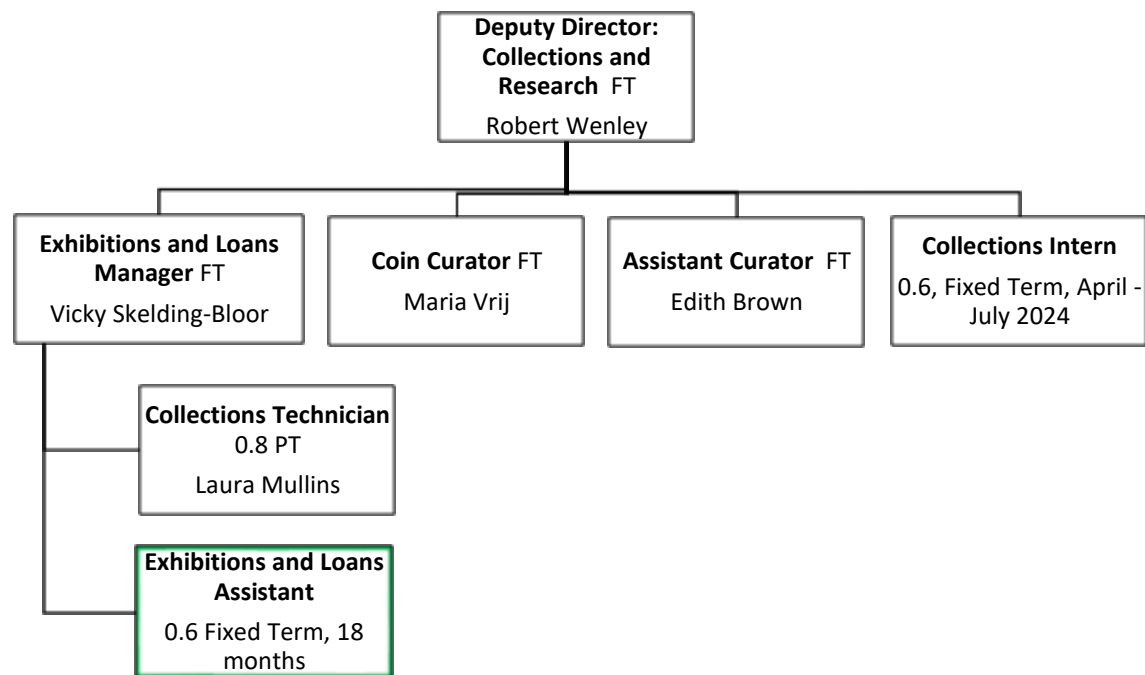 Deputy Director:
Collections and
Research FT
Robert Wenley
Exhibitions and Loans
Manager FT
Vicky Skelding-Bloor
Coin Curator FT
Maria Vrij
Assistant Curator FT
Edith Brown
Collections Intern
0.6, Fixed Term, April -
July 2024
Collections Technician
0.8 PT
Laura Mullins
Exhibitions and Loans
Assistant
0.6 Fixed Term, 18
months